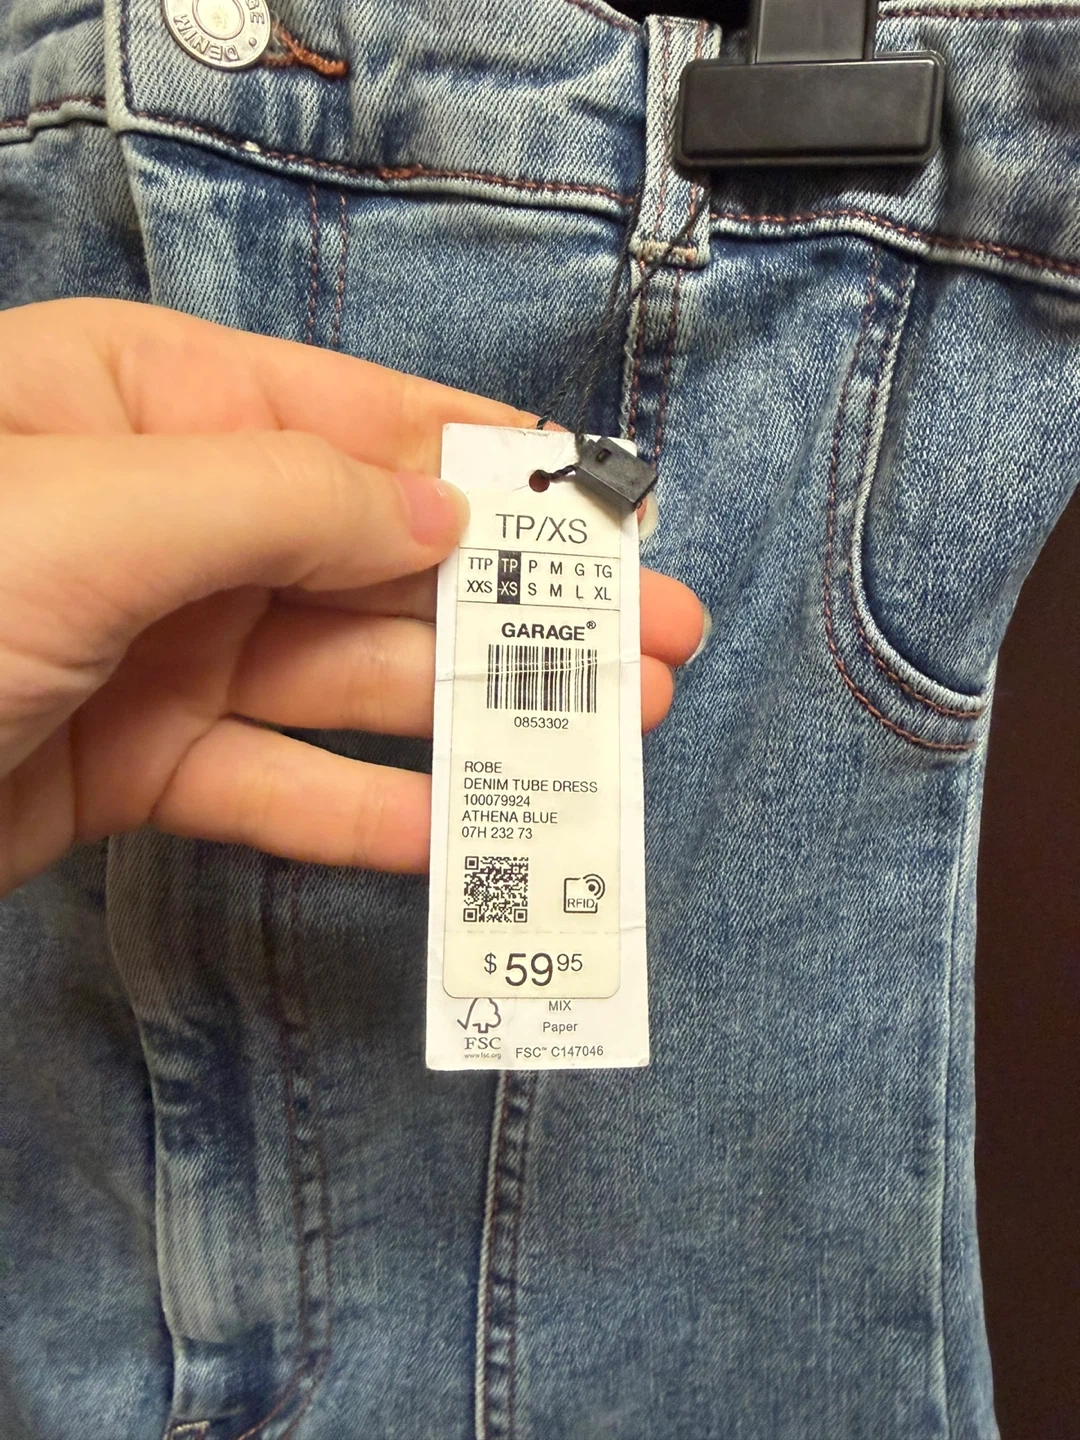 BE • DENIM
TP/XS
TTP TP P M G TG
XXS XS S M L XL
GARAGE®
0853302
ROBE
DENIM TUBE DRESS
100079924
ATHENA BLUE
07H 232 73
RFID
$ 59 95
MIX
Paper
FSC
www.fsc.org
FSC™ C147046